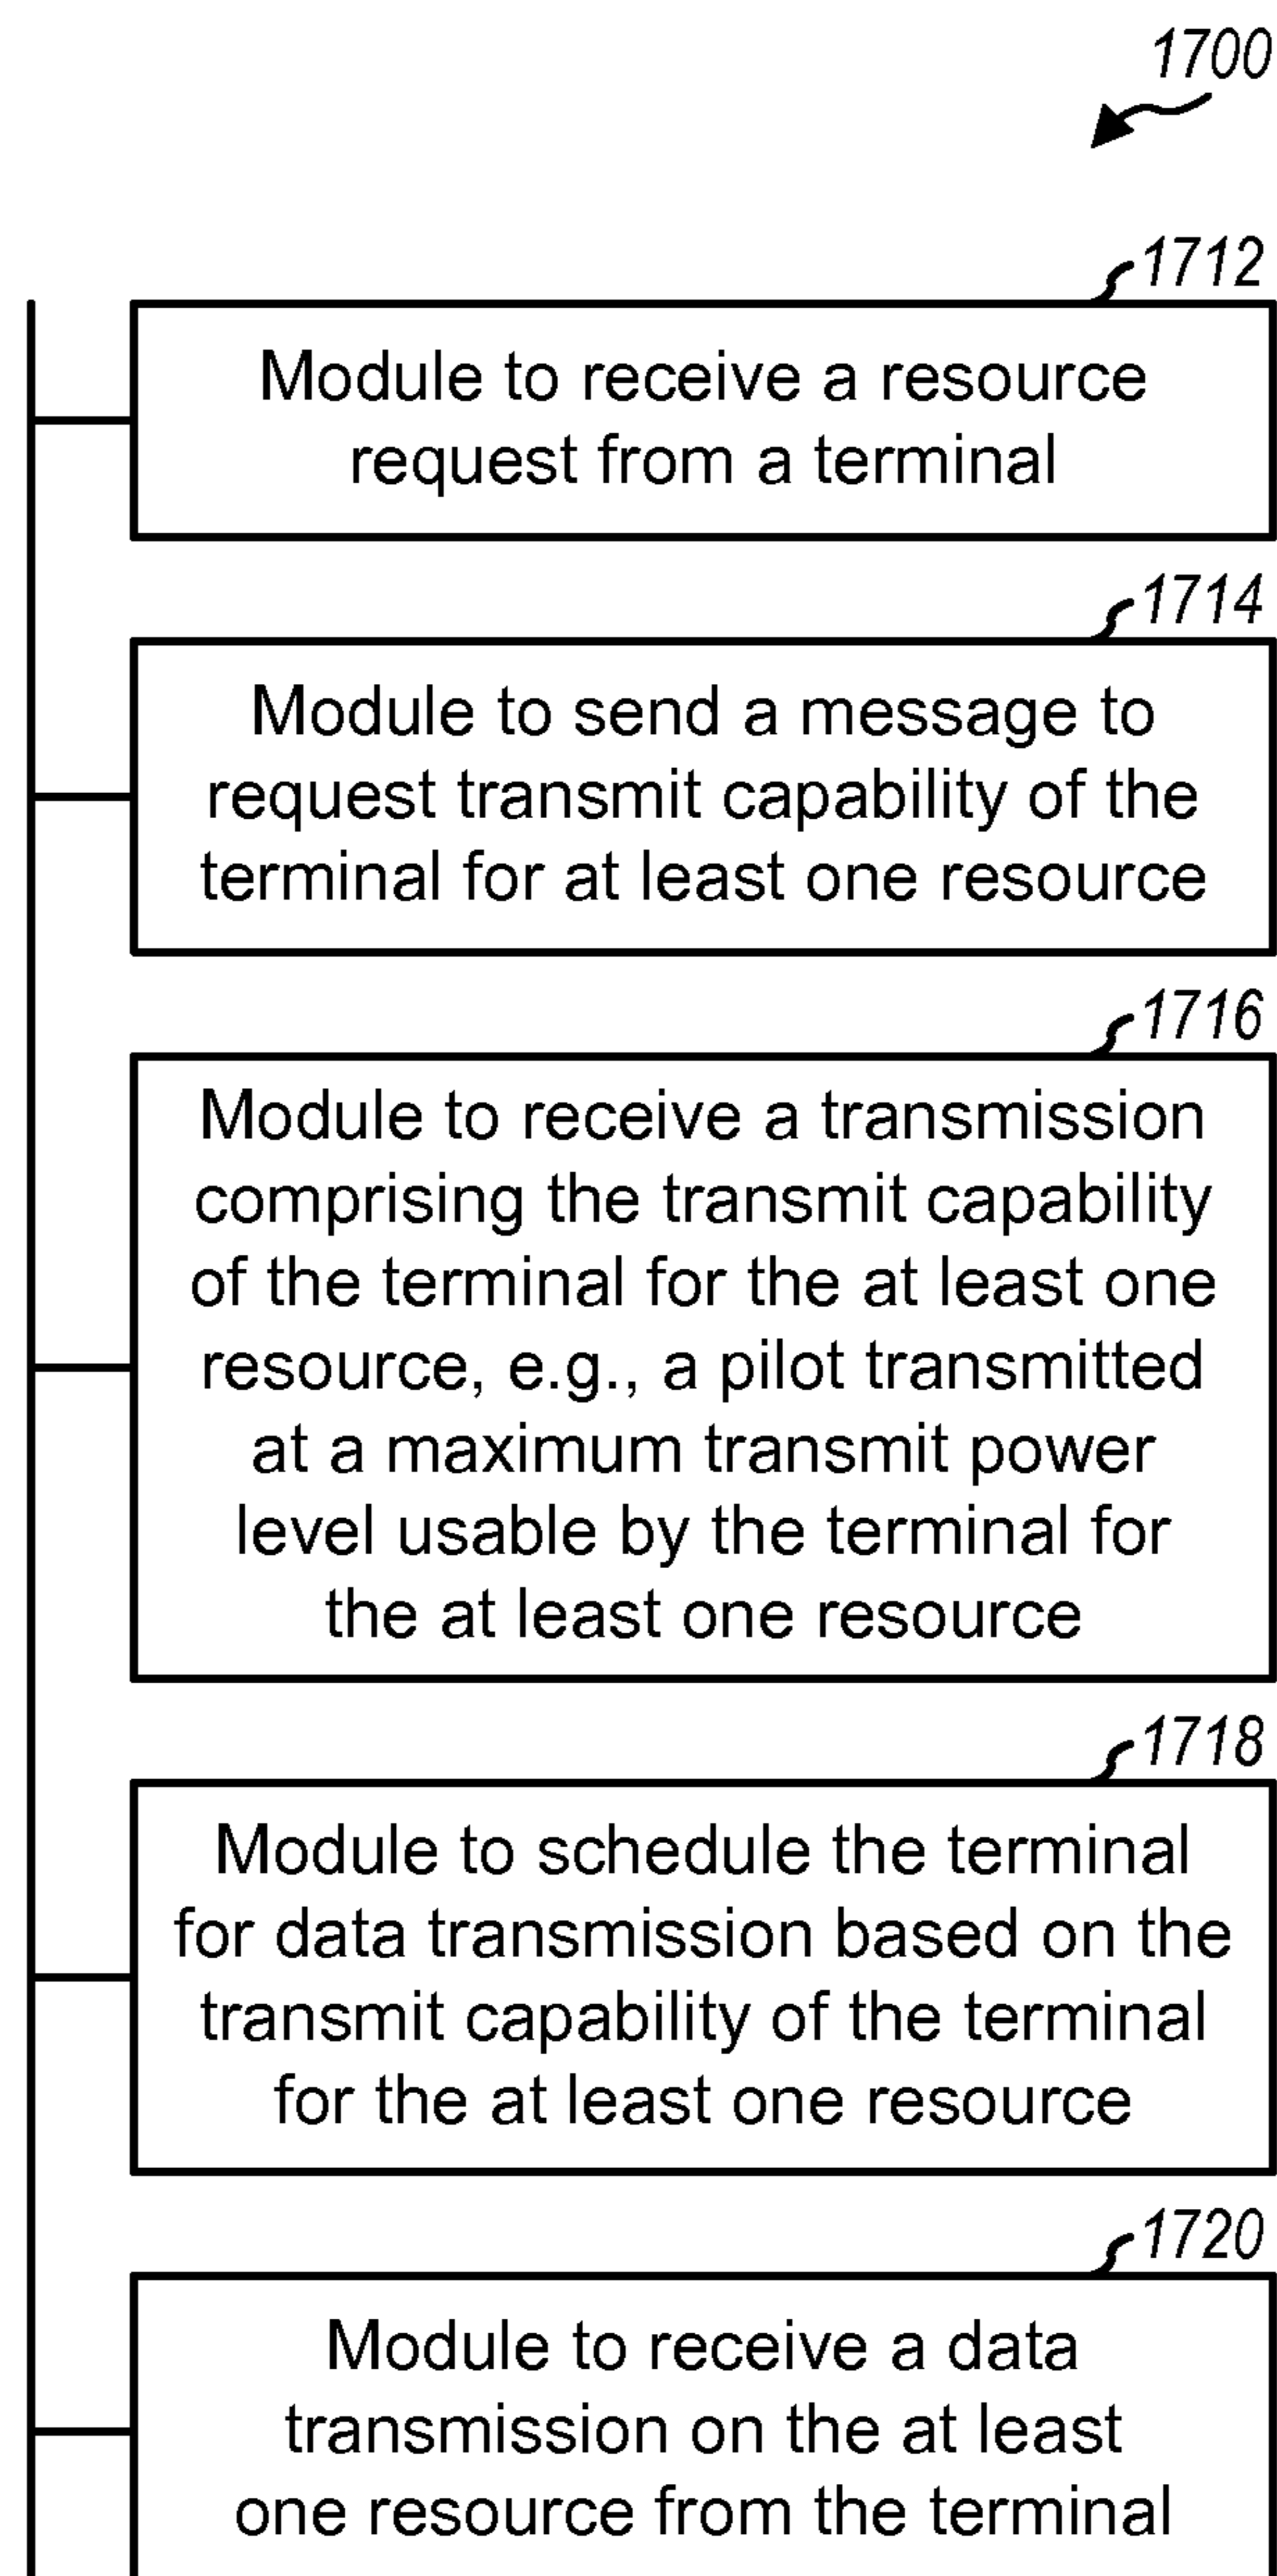 1700
1712
Module to receive a resource
request from a terminal
1714
Module to send a message to
request transmit capability of the
terminal for at least one resource
1716
Module to receive a transmission
comprising the transmit capability
of the terminal for the at least one
resource, e.g., a pilot transmitted
at a maximum transmit power
level usable by the terminal for
the at least one resource
1718
Module to schedule the terminal
for data transmission based on the
transmit capability of the terminal
for the at least one resource
1720
Module to receive a data
transmission on the at least
one resource from the terminal